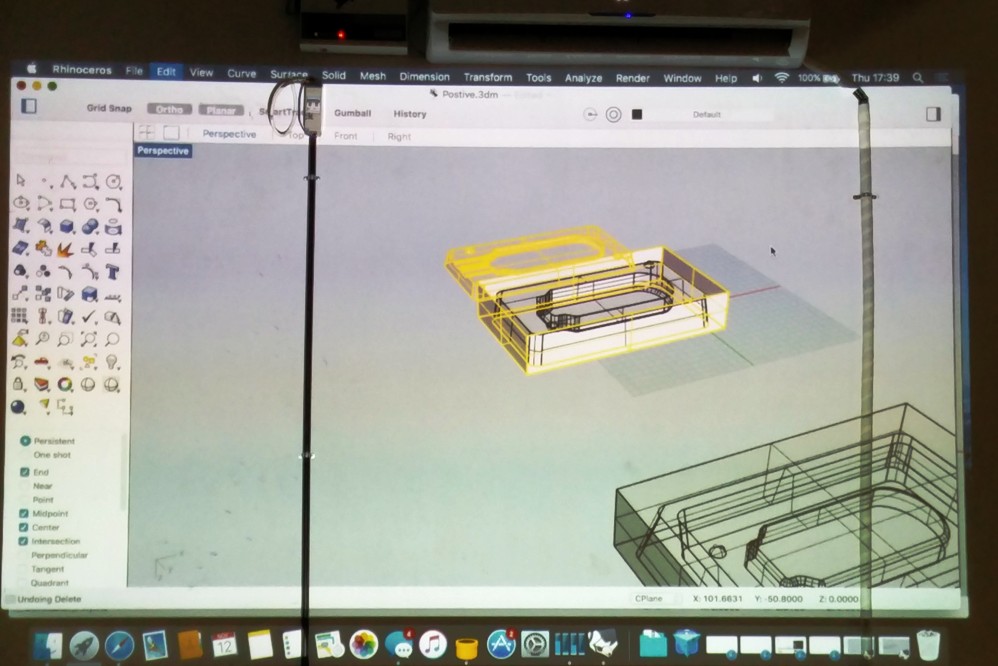 Rhinoceros File Edit View Curve Surface Solid Mesh Dimension Transform Tools Analyze Render Window Help 100% Thu 17:39
Postive.3dm
Grid Snap Ortho Planar Gumball History Default
Perspective Top Front Right
Perspective
Persistent
One shot
End
Near
Point
Midpoint
Center
Intersection
Perpendicular
Tangent
Quadrant
Undoing Delete CPlane X: 101.6631 Y: -50.8000 Z: 0.0000
NOV
12